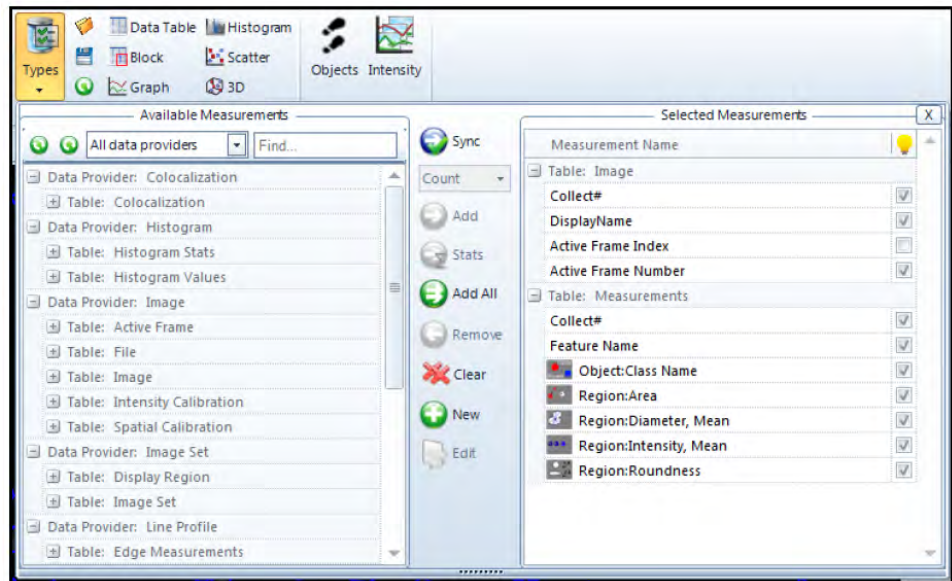 Types
Data Table
Histogram
Block
Scatter
Graph
3D
Objects
Intensity
Available Measurements
All data providers
Find...
Data Provider: Colocalization
Table: Colocalization
Data Provider: Histogram
Table: Histogram Stats
Table: Histogram Values
Data Provider: Image
Table: Active Frame
Table: File
Table: Image
Table: Intensity Calibration
Table: Spatial Calibration
Data Provider: Image Set
Table: Display Region
Table: Image Set
Data Provider: Line Profile
Table: Edge Measurements
Sync
Count
Add
Stats
Add All
Remove
Clear
New
Edit
Selected Measurements
X
Measurement Name
Table: Image
Collect#
DisplayName
Active Frame Index
Active Frame Number
Table: Measurements
Collect#
Feature Name
Object:Class Name
Region:Area
Region:Diameter, Mean
Region:Intensity, Mean
Region:Roundness